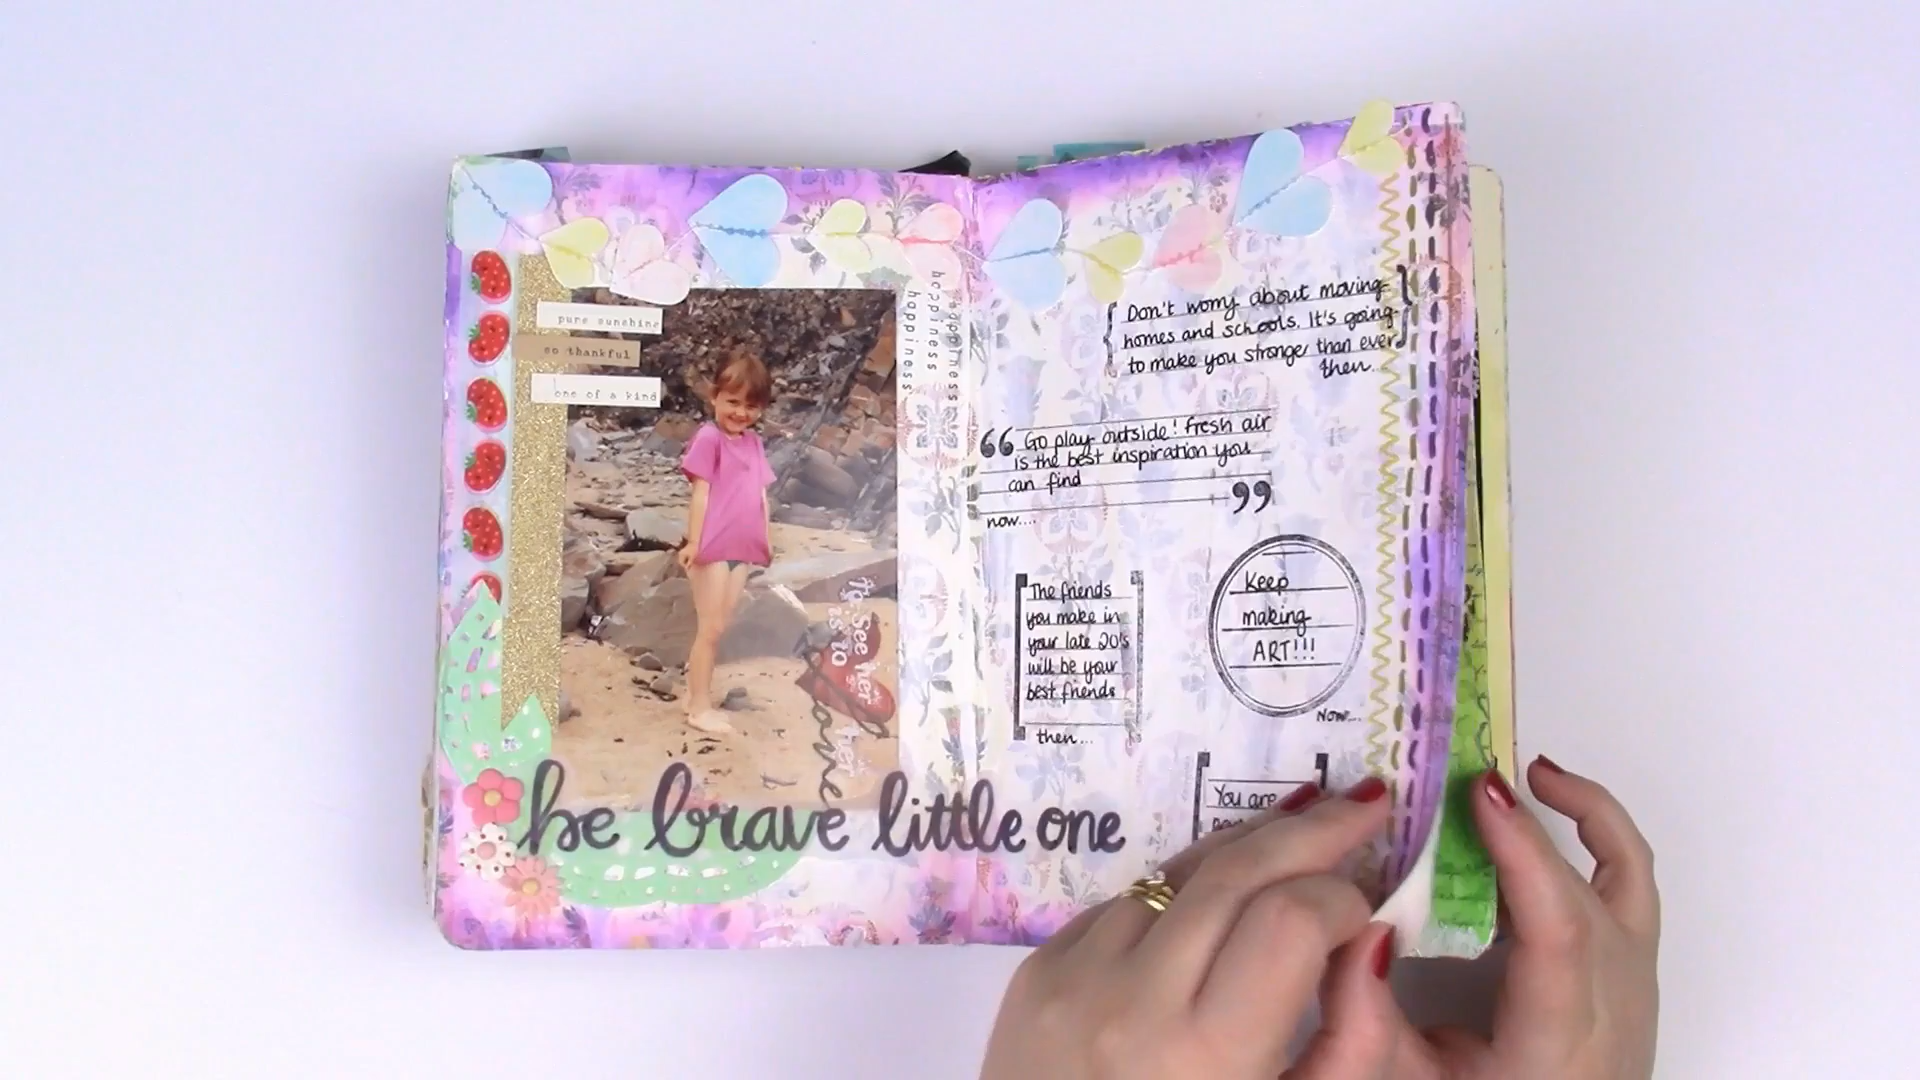 pure sunshine
so thankful
one of a kind
happiness
happiness
happiness
To see her
is to
her
be brave little one
Don't worry about moving
homes and schools. It's going
to make you stronger than ever
then...
“ Go play outside! Fresh air
is the best inspiration you
can find
”
now....
The friends
you make in
your late 20's
will be your
best friends
then...
Keep
making
ART!!!
Now...
You are